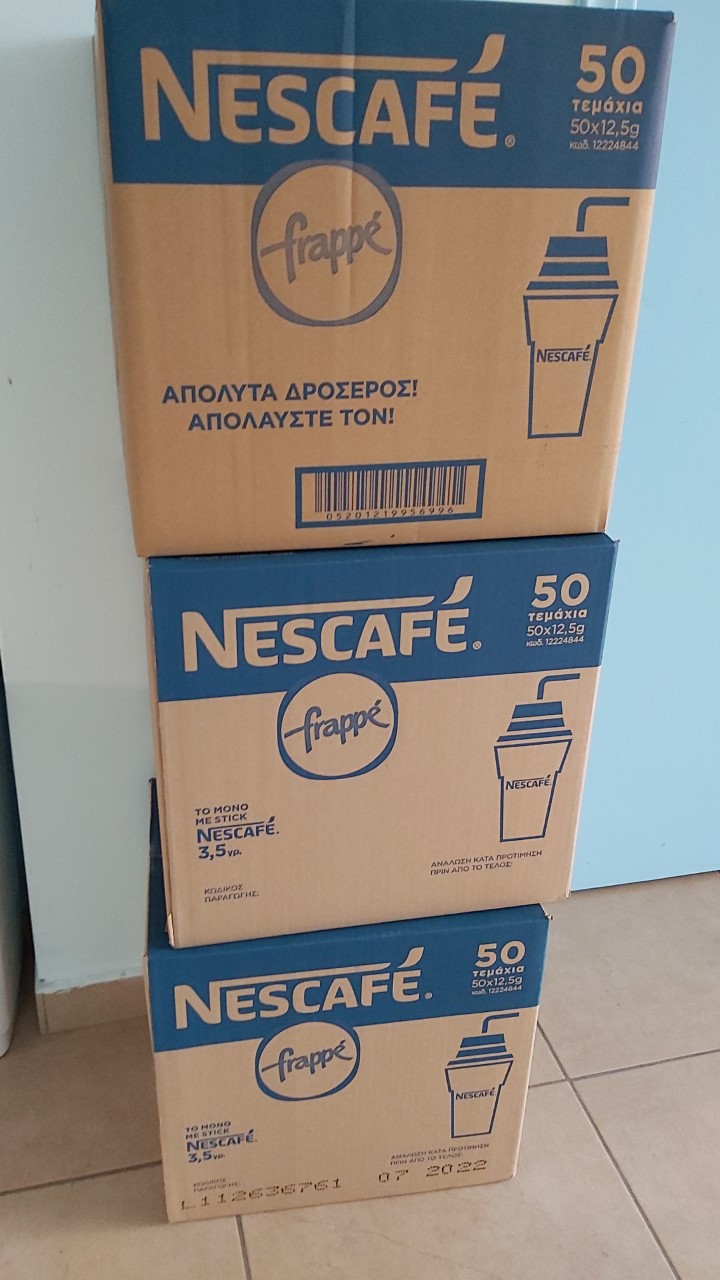 NESCAFÉ®
50
τεμάχια
50x12,5g
κωδ. 12224844
frappé
NESCAFÉ.
ΑΠΟΛΥΤΑ ΔΡΟΣΕΡΟΣ!
ΑΠΟΛΑΥΣΤΕ ΤΟΝ!
05201219956996
NESCAFÉ®
50
τεμάχια
50x12,5g
κωδ. 12224844
frappé
NESCAFÉ.
ΤΟ ΜΟΝΟ
ΜΕ STICK
NESCAFÉ.
3,5γρ.
ΚΩΔΙΚΟΣ
ΠΑΡΑΓΩΓΗΣ:
ΑΝΑΛΩΣΗ ΚΑΤΑ ΠΡΟΤΙΜΗΣΗ
ΠΡΙΝ ΑΠΟ ΤΟ ΤΕΛΟΣ:
NESCAFÉ®
50
τεμάχια
50x12,5g
κωδ. 12224844
frappé
NESCAFÉ.
ΤΟ ΜΟΝΟ
ΜΕ STICK
NESCAFÉ.
3,5γρ.
ΚΩΔΙΚΟΣ
ΠΑΡΑΓΩΓΗΣ:
L1126536761
ΑΝΑΛΩΣΗ ΚΑΤΑ ΠΡΟΤΙΜΗΣΗ
ΠΡΙΝ ΑΠΟ ΤΟ ΤΕΛΟΣ:
07 2022